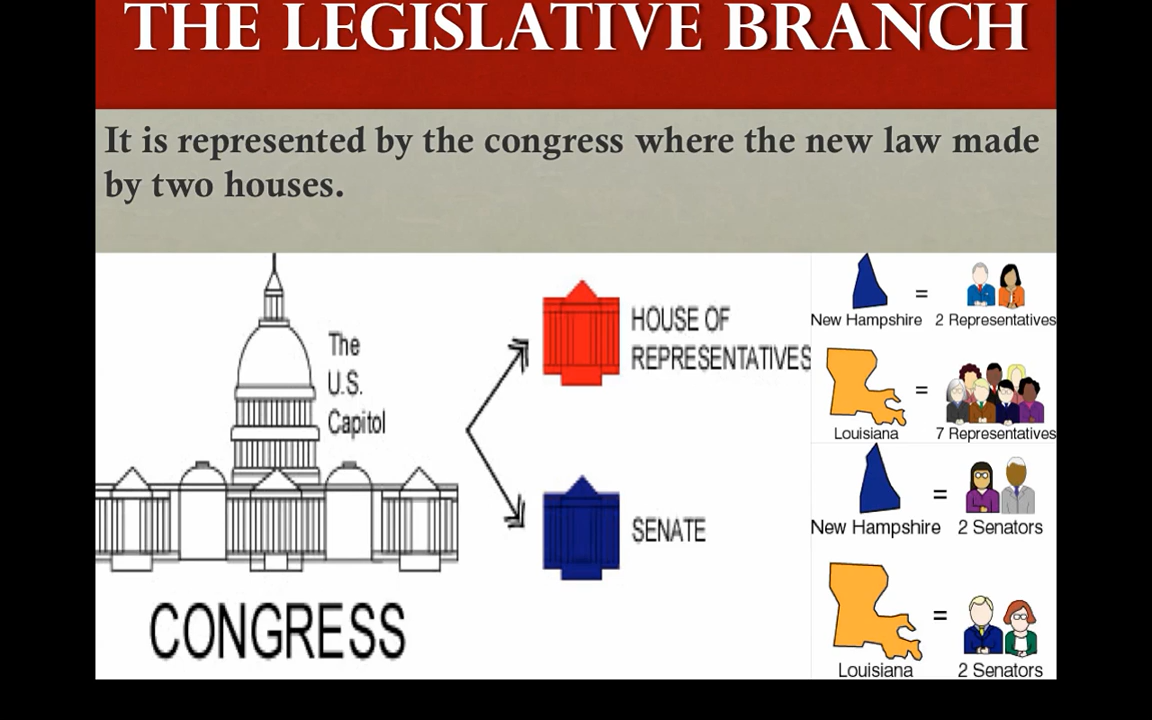 THE LEGISLATIVE BRANCH
It is represented by the congress where the new law made
by two houses.
The
U.S.
Capitol
CONGRESS
HOUSE OF
REPRESENTATIVES
SENATE
New Hampshire = 2 Representatives
Louisiana = 7 Representatives
New Hampshire = 2 Senators
Louisiana = 2 Senators